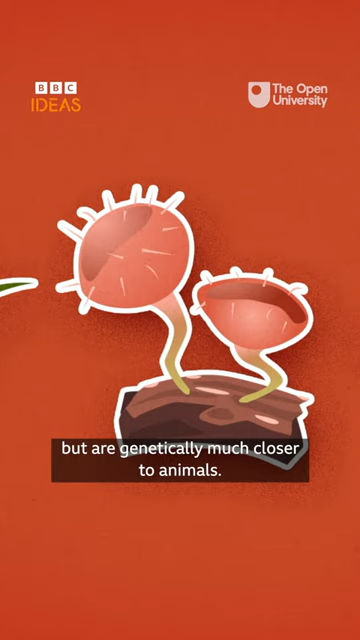 BBC
IDEAS
The Open
University
but are genetically much closer
to animals.